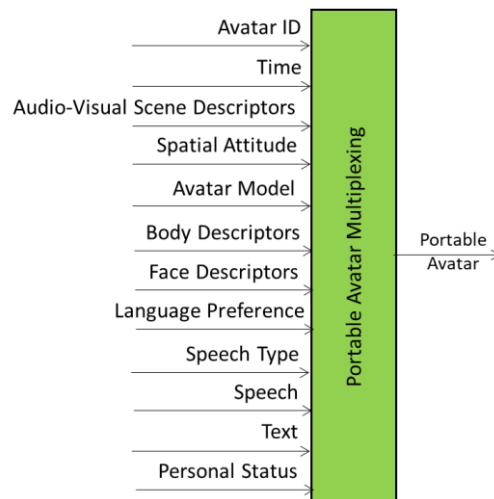 Avatar ID
Time
Audio-Visual Scene Descriptors
Spatial Attitude
Avatar Model
Body Descriptors
Face Descriptors
Language Preference
Speech Type
Speech
Text
Personal Status
Portable Avatar Multiplexing
Portable
Avatar